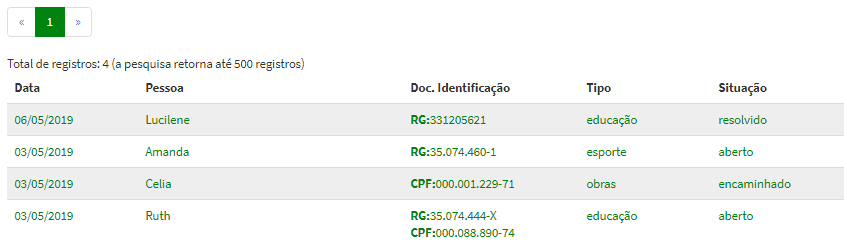 « 1 »
Total de registros: 4 (a pesquisa retorna até 500 registros)
Data Pessoa Doc. Identificação Tipo Situação
06/05/2019 Lucilene RG:331205621 educação resolvido
03/05/2019 Amanda RG:35.074.460-1 esporte aberto
03/05/2019 Celia CPF:000.001.229-71 obras encaminhado
03/05/2019 Ruth RG:35.074.444-X educação aberto
CPF:000.088.890-74